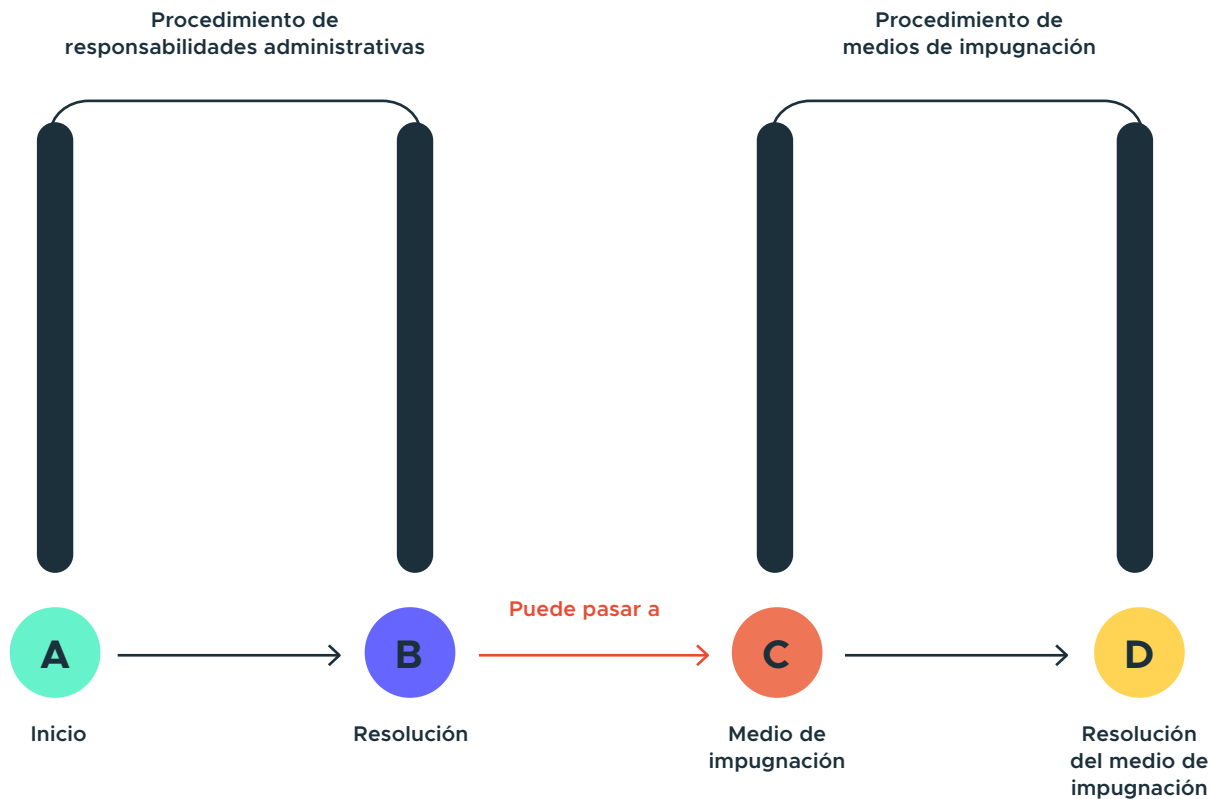 Procedimiento de
responsabilidades administrativas
Procedimiento de
medios de impugnación
Puede pasar a
A
B
C
D
Inicio
Resolución
Medio de
impugnación
Resolución
del medio de
impugnación